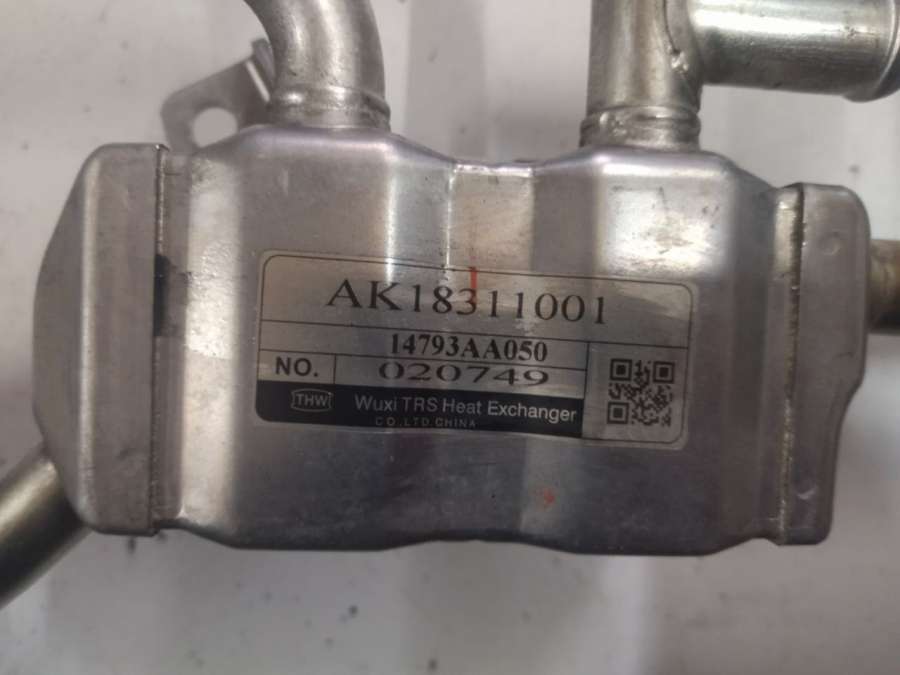 AK18311001
14793AA050
NO. 020749
THW Wuxi TRS Heat Exchanger
CO.,LTD.CHINA